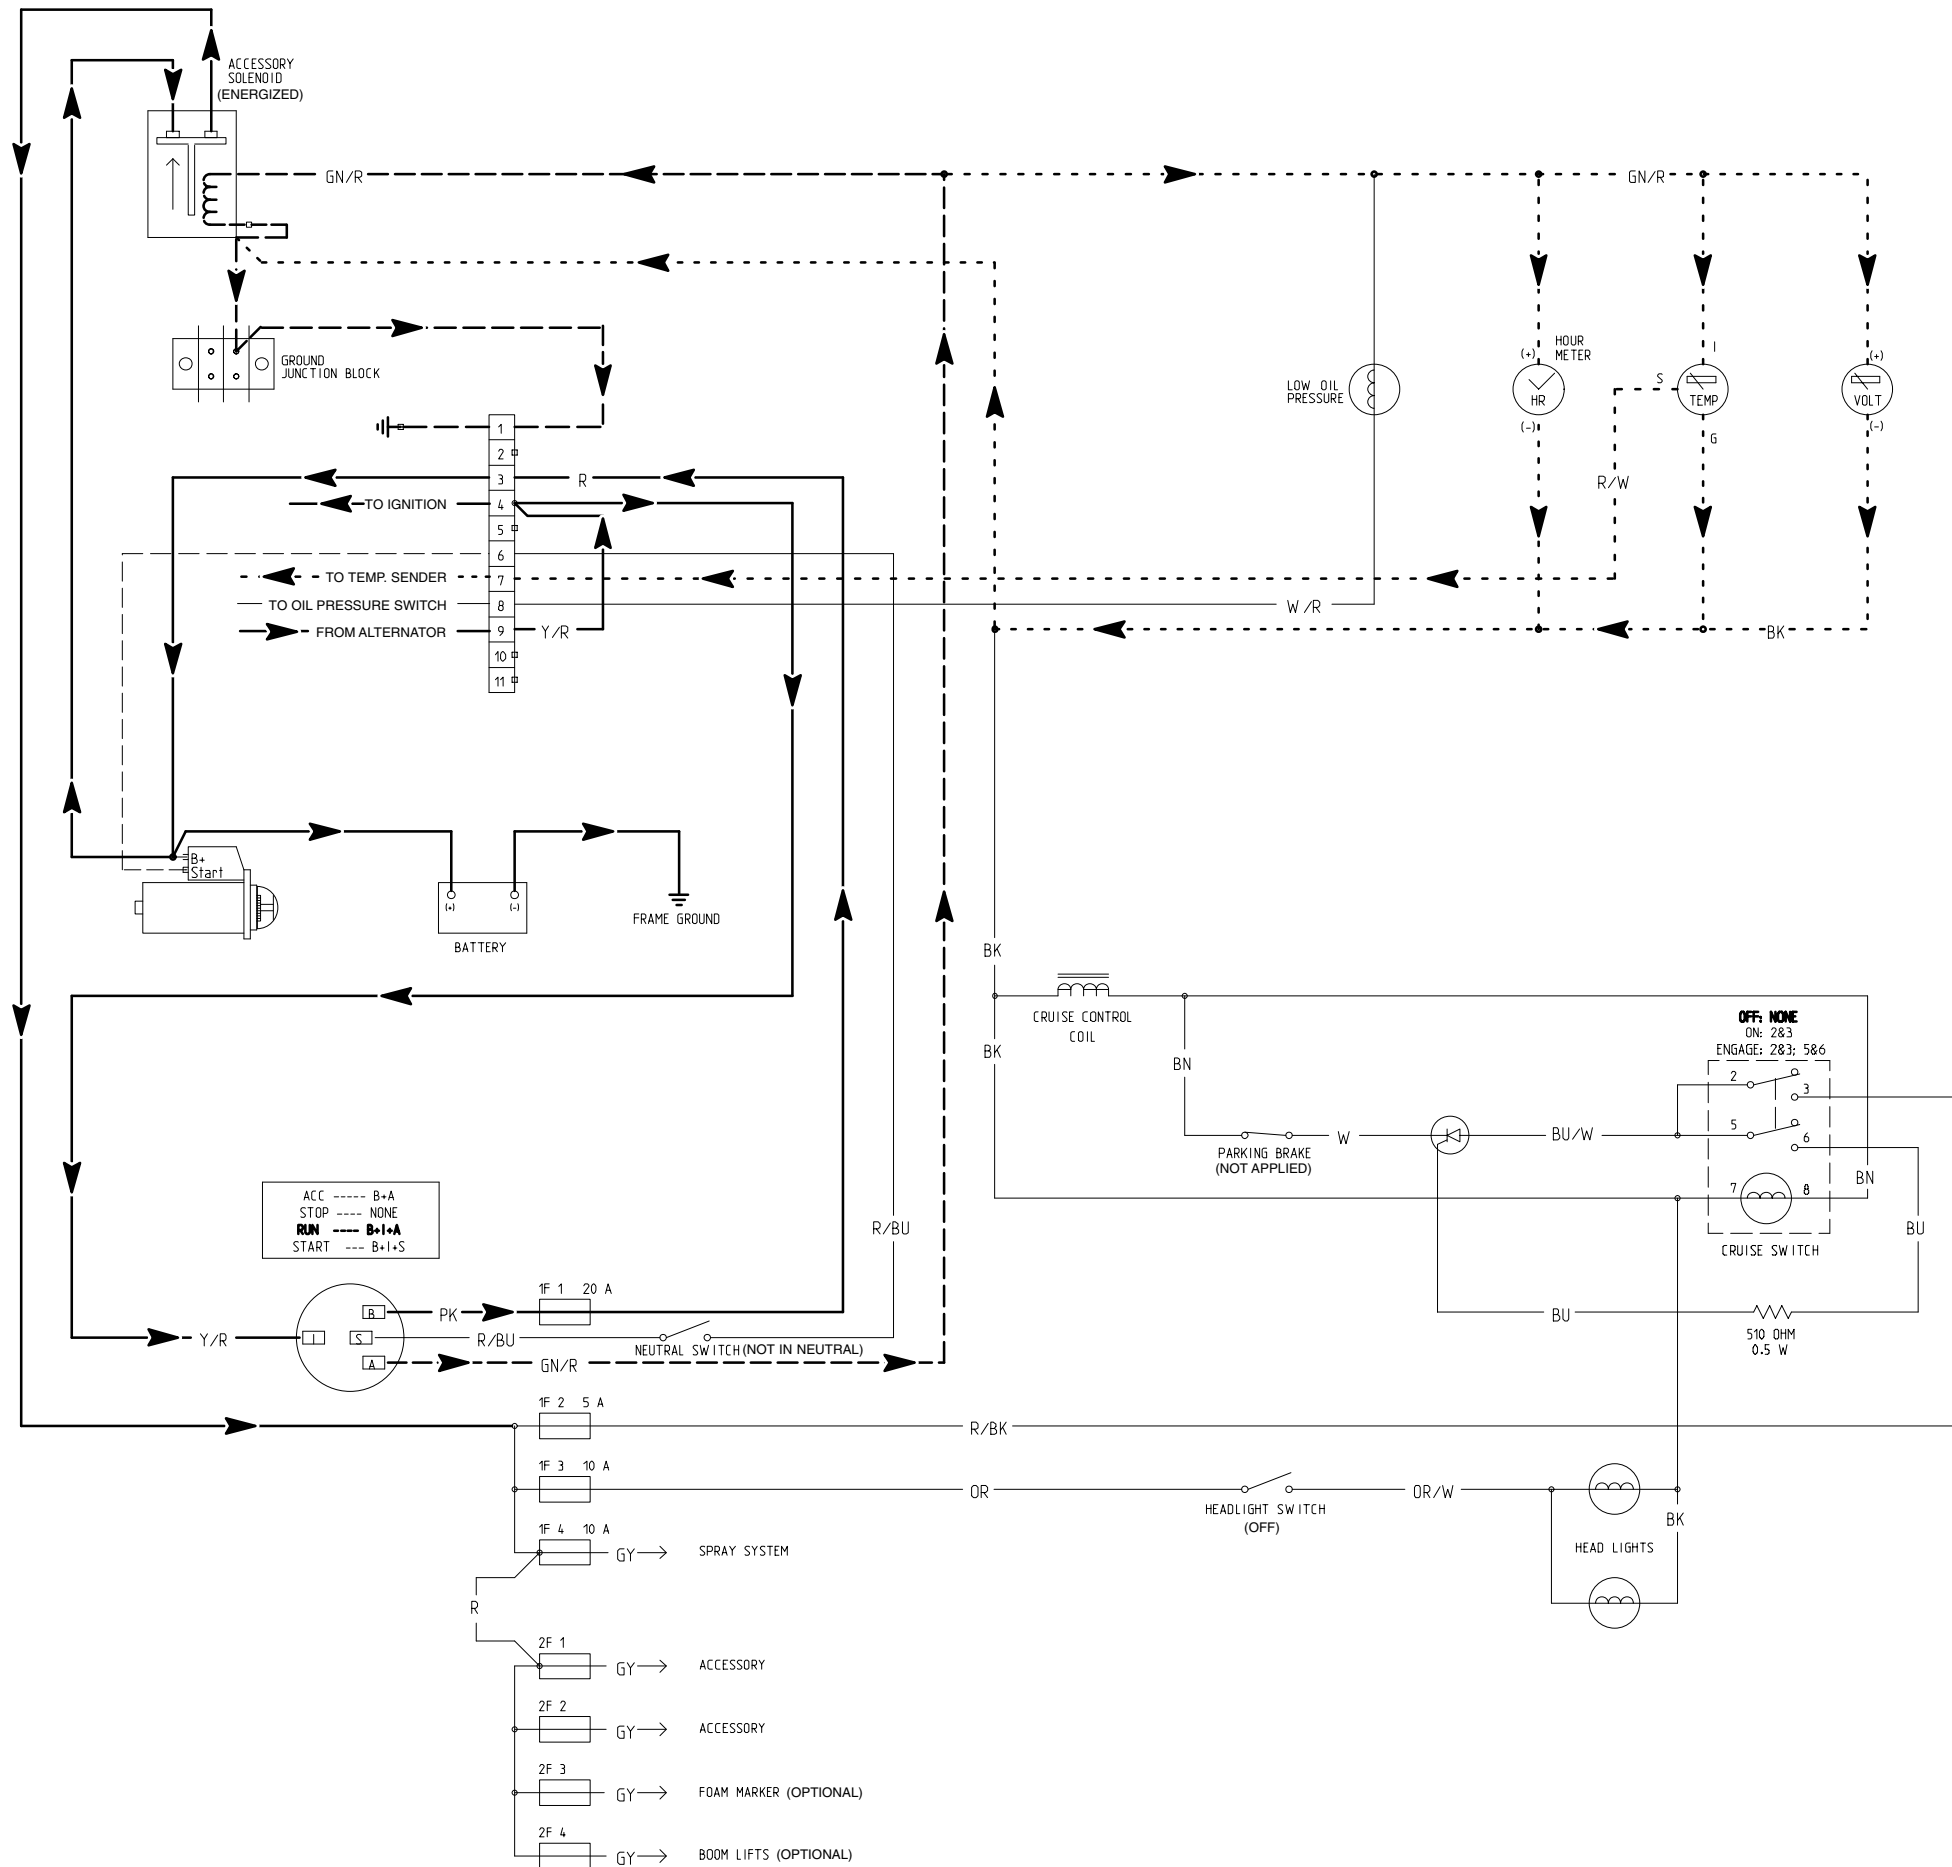 ACCESSORY
SOLENOID
(ENERGIZED)
GN/R
GN/R
GROUND
JUNCTION BLOCK
LOW OIL
PRESSURE
(+)
HOUR
METER
HR
(-)
I
S
TEMP
G
(+)
VOLT
(-)
R/W
1
2
3
R
TO IGNITION
4
5
6
TO TEMP. SENDER
7
TO OIL PRESSURE SWITCH
8
W/R
FROM ALTERNATOR
9
Y/R
BK
10
11
B+
Start
(+)
(-)
BATTERY
FRAME GROUND
BK
CRUISE CONTROL
COIL
BK
BN
OFF: NONE
ON: 2&3
ENGAGE: 2&3; 5&6
2
3
5
6
7
8
BN
BU
CRUISE SWITCH
PARKING BRAKE
(NOT APPLIED)
W
BU/W
BU
510 OHM
0.5 W
ACC ----- B+A
STOP ---- NONE
RUN ---- B+I+A
START --- B+I+S
R/BU
1F 1 20 A
B
PK
Y/R
I
S
R/BU
NEUTRAL SWITCH (NOT IN NEUTRAL)
A
GN/R
1F 2 5 A
R/BK
1F 3 10 A
OR
HEADLIGHT SWITCH
(OFF)
OR/W
BK
HEAD LIGHTS
1F 4 10 A
GY
SPRAY SYSTEM
R
2F 1
GY
ACCESSORY
2F 2
GY
ACCESSORY
2F 3
GY
FOAM MARKER (OPTIONAL)
2F 4
GY
BOOM LIFTS (OPTIONAL)